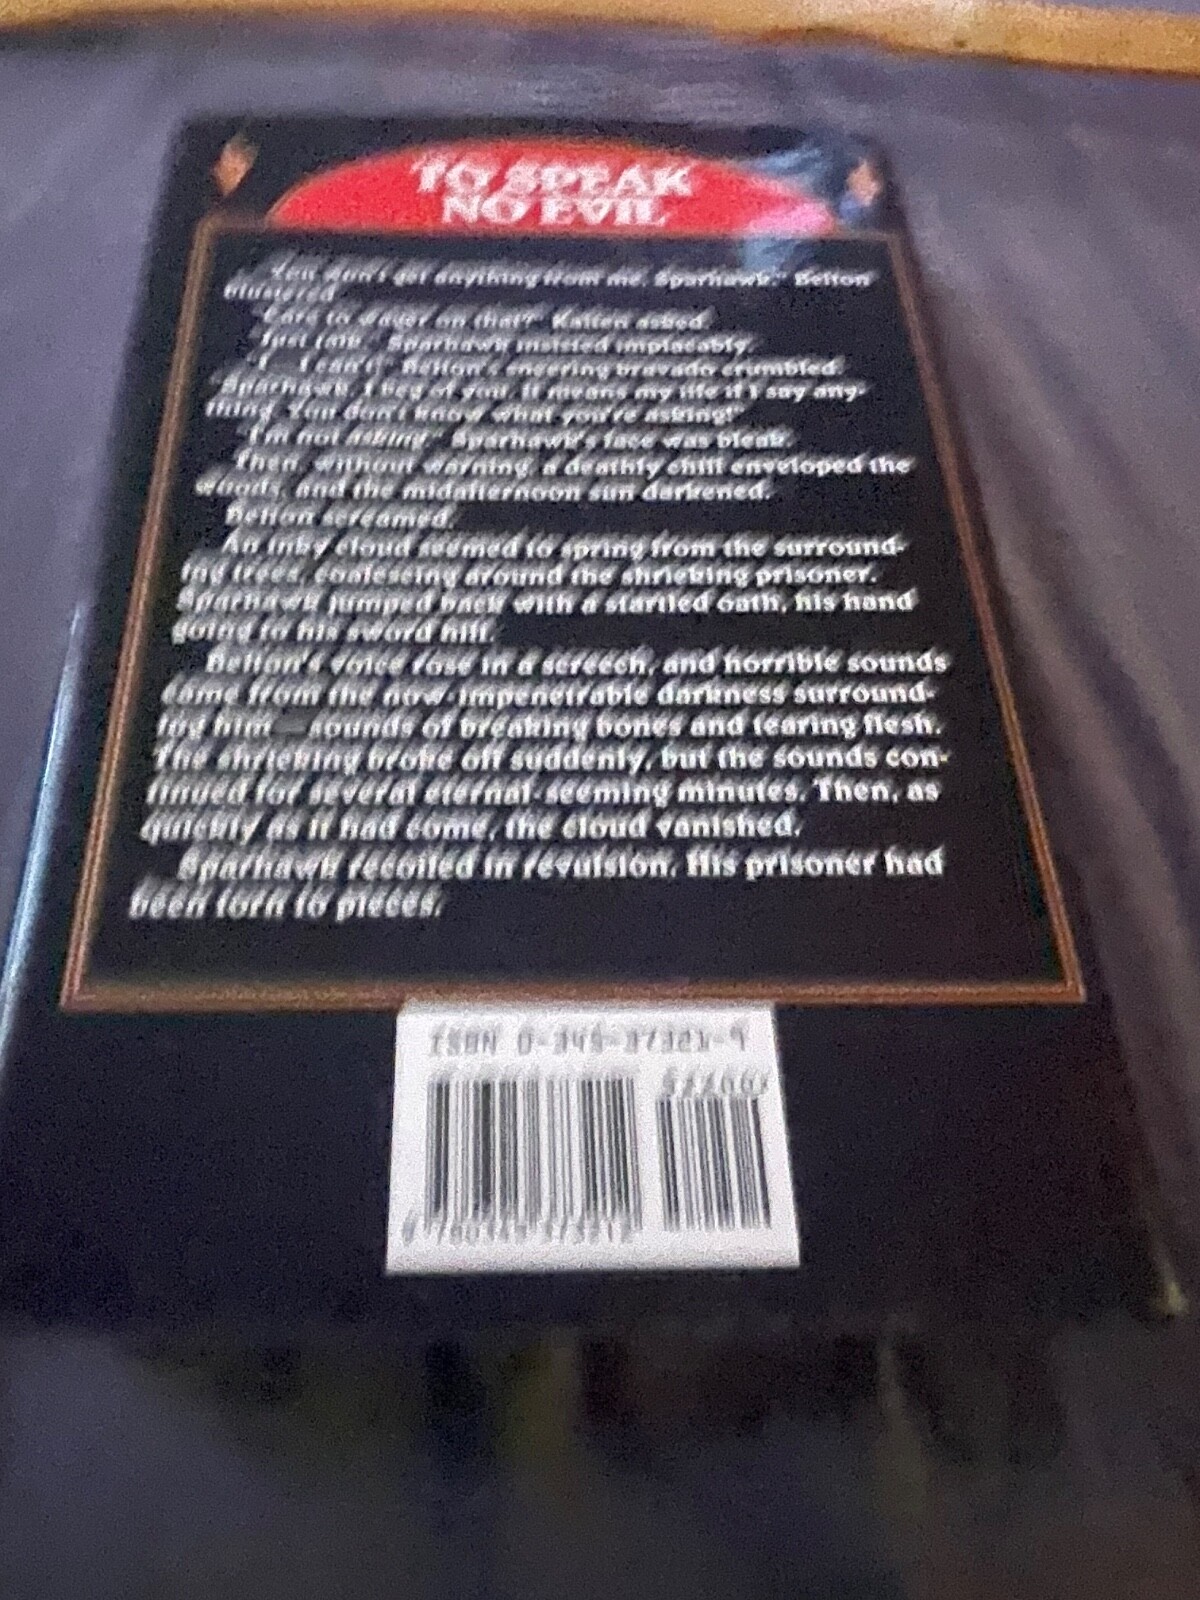 TO SPEAK
NO EVIL
"You don't get anything from me, Sparhawk." Belton
blustered.
"Care to wager on that?" Kalten asked.
"Just talk," Sparhawk insisted implacably.
"I... I can't!" Belton's sneering bravado crumbled.
"Sparhawk, I beg of you. It means my life if I say any-
thing. You don't know what you're asking!"
"I'm not asking." Sparhawk's face was bleak.
Then, without warning, a deathly chill enveloped the
woods, and the midafternoon sun darkened.
Belton screamed.
An inky cloud seemed to spring from the surround-
ing trees, coalescing around the shrieking prisoner.
Sparhawk jumped back with a startled oath, his hand
going to his sword hilt.
Belton's voice rose in a screech, and horrible sounds
came from the now-impenetrable darkness surround-
ing him—sounds of breaking bones and tearing flesh.
The shrieking broke off suddenly, but the sounds con-
tinued for several eternal-seeming minutes. Then, as
quickly as it had come, the cloud vanished.
Sparhawk recoiled in revulsion. His prisoner had
been torn to pieces.
ISBN 0-345-37321-9